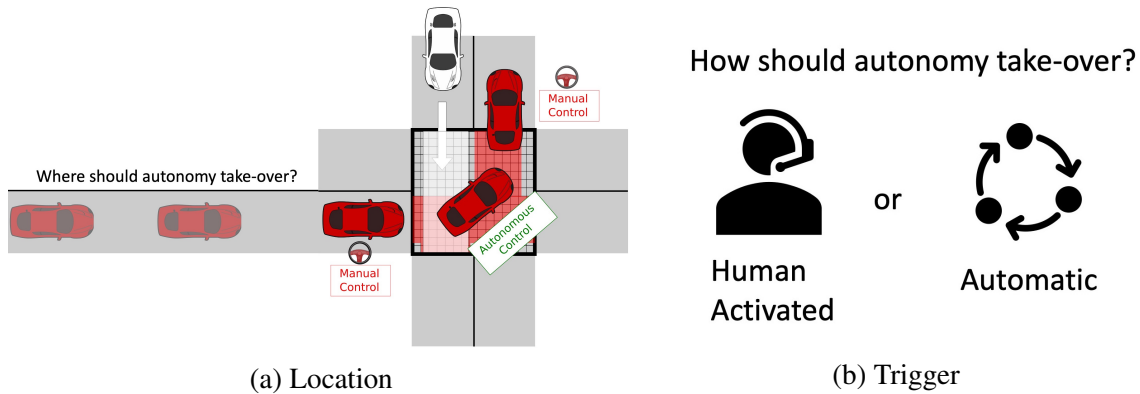 Manual
Control
Where should autonomy take-over?
Autonomous
Control
Manual
Control
(a) Location
How should autonomy take-over?
or
Human
Activated
Automatic
(b) Trigger